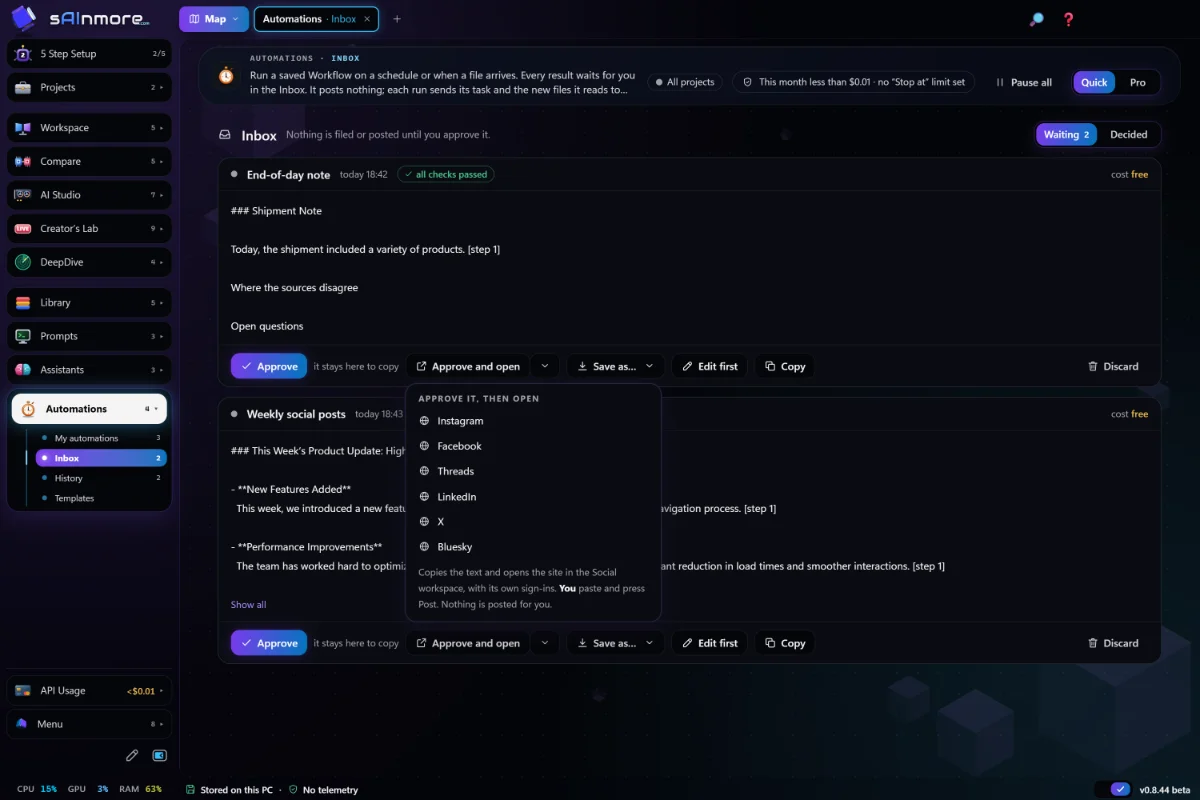 sAInmore.com
Map
Automations · Inbox ×
+
?
5 Step Setup 2/5
Projects 2
Workspace 5
Compare 5
AI Studio 7
LIVE Creator's Lab 9
DeepDive 6
Library 5
Prompts 3
Assistants 3
Automations 4
My automations 3
Inbox 2
History 2
Templates
API Usage <$0.01
Menu 8
CPU 15% GPU 3% RAM 63%
AUTOMATIONS · INBOX
Run a saved Workflow on a schedule or when a file arrives. Every result waits for you
in the Inbox. It posts nothing; each run sends its task and the new files it reads to...
All projects
This month less than $0.01 · no "Stop at" limit set
Pause all
Quick Pro
Inbox Nothing is filed or posted until you approve it.
Waiting 2 Decided
End-of-day note today 18:42 ✓ all checks passed cost free
### Shipment Note
Today, the shipment included a variety of products. [step 1]
Where the sources disagree
Open questions
Approve it stays here to copy Approve and open Save as... Edit first Copy Discard
APPROVE IT, THEN OPEN
Instagram
Facebook
Threads
LinkedIn
X
Bluesky
Copies the text and opens the site in the Social
workspace, with its own sign-ins. You paste and press
Post. Nothing is posted for you.
Weekly social posts today 18:43 cost free
### This Week's Product Update: High
- **New Features Added**
This week, we introduced a new featu avigation process. [step 1]
- **Performance Improvements**
The team has worked hard to optimiz ant reduction in load times and smoother interactions. [step 1]
Show all
Approve it stays here to copy Approve and open Save as... Edit first Copy Discard
Stored on this PC · No telemetry
v0.8.44 beta